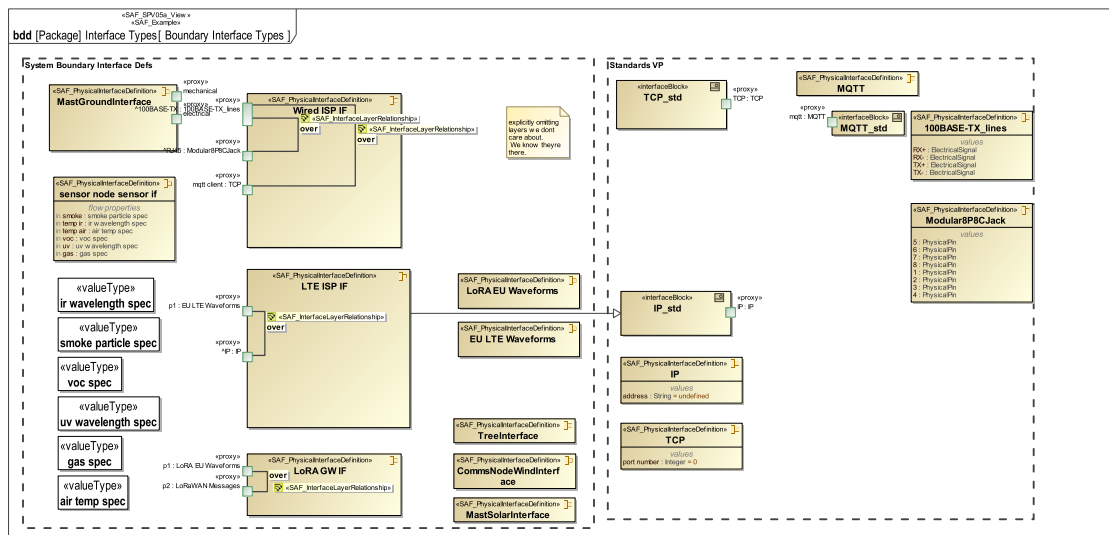 «SAF_SPV05a_View »
«SAF_Example»
bdd [Package] Interface Types[ Boundary Interface Types ]
System Boundary Interface Defs
«SAF_PhysicalInterfaceDefinition»
MastGroundInterface
«proxy»
mechanical
«proxy»
electrical
«SAF_PhysicalInterfaceDefinition»
sensor node sensor if
flow properties
in smoke : smoke particle spec
in temp ir : ir wavelength spec
in temp air : air temp spec
in voc : voc spec
in uv : uv wavelength spec
in gas : gas spec
«valueType»
ir wavelength spec
«valueType»
smoke particle spec
«valueType»
voc spec
«valueType»
uv wavelength spec
«valueType»
gas spec
«valueType»
air temp spec
«SAF_PhysicalInterfaceDefinition»
Wired ISP IF
«proxy»
^100BASE-TX : 100BASE-TX_lines
«proxy»
^RJ45 : Modular8P8CJack
«proxy»
mqtt client : TCP
«SAF_InterfaceLayerRelationship»
over
«SAF_InterfaceLayerRelationship»
over
explicitly omitting
layers we dont
care about.
We know theyre
there.
«SAF_PhysicalInterfaceDefinition»
LTE ISP IF
«proxy»
p1 : EU LTE Waveforms
«proxy»
^IP : IP
«SAF_InterfaceLayerRelationship»
over
«SAF_PhysicalInterfaceDefinition»
LoRA EU Waveforms
«SAF_PhysicalInterfaceDefinition»
EU LTE Waveforms
«SAF_PhysicalInterfaceDefinition»
LoRA GW IF
«proxy»
p1 : LoRA EU Waveforms
«proxy»
p2 : LoRaWAN Messages
over
«SAF_InterfaceLayerRelationship»
«SAF_PhysicalInterfaceDefinition»
TreeInterface
«SAF_PhysicalInterfaceDefinition»
CommsNodeWindInterf
ace
«SAF_PhysicalInterfaceDefinition»
MastSolarInterface
Standards VP
«interfaceBlock»
TCP_std
«proxy»
TCP : TCP
«SAF_PhysicalInterfaceDefinition»
MQTT
«proxy»
mqtt : MQTT
«interfaceBlock»
MQTT_std
«SAF_PhysicalInterfaceDefinition»
100BASE-TX_lines
values
RX+ : ElectricalSignal
RX- : ElectricalSignal
TX+ : ElectricalSignal
TX- : ElectricalSignal
«SAF_PhysicalInterfaceDefinition»
Modular8P8CJack
values
5 : PhysicalPin
6 : PhysicalPin
7 : PhysicalPin
8 : PhysicalPin
1 : PhysicalPin
2 : PhysicalPin
3 : PhysicalPin
4 : PhysicalPin
«interfaceBlock»
IP_std
«proxy»
IP : IP
«SAF_PhysicalInterfaceDefinition»
IP
values
address : String = undefined
«SAF_PhysicalInterfaceDefinition»
TCP
values
port number : Integer = 0